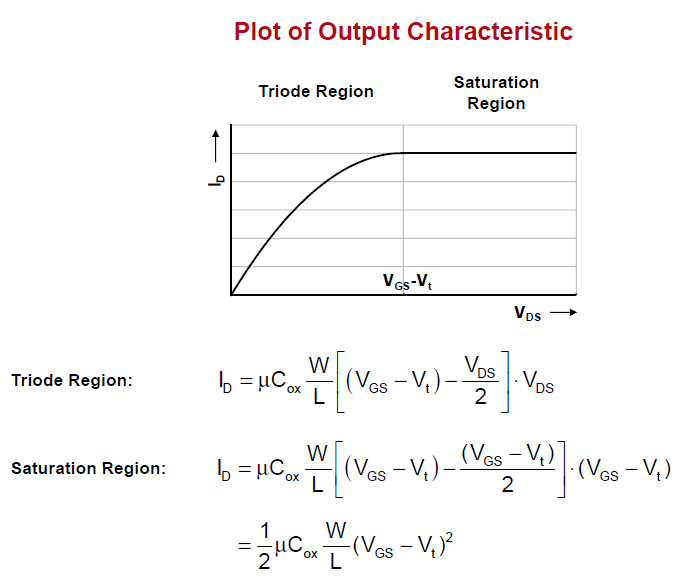 Plot of Output Characteristic
Triode Region
Saturation
Region
I_D
V_GS-V_t
V_DS
Triode Region: I_D = μC_ox W/L [(V_GS − V_t) − V_DS/2] · V_DS
Saturation Region: I_D = μC_ox W/L [(V_GS − V_t) − (V_GS − V_t)/2] · (V_GS − V_t)
= 1/2 μC_ox W/L (V_GS − V_t)²